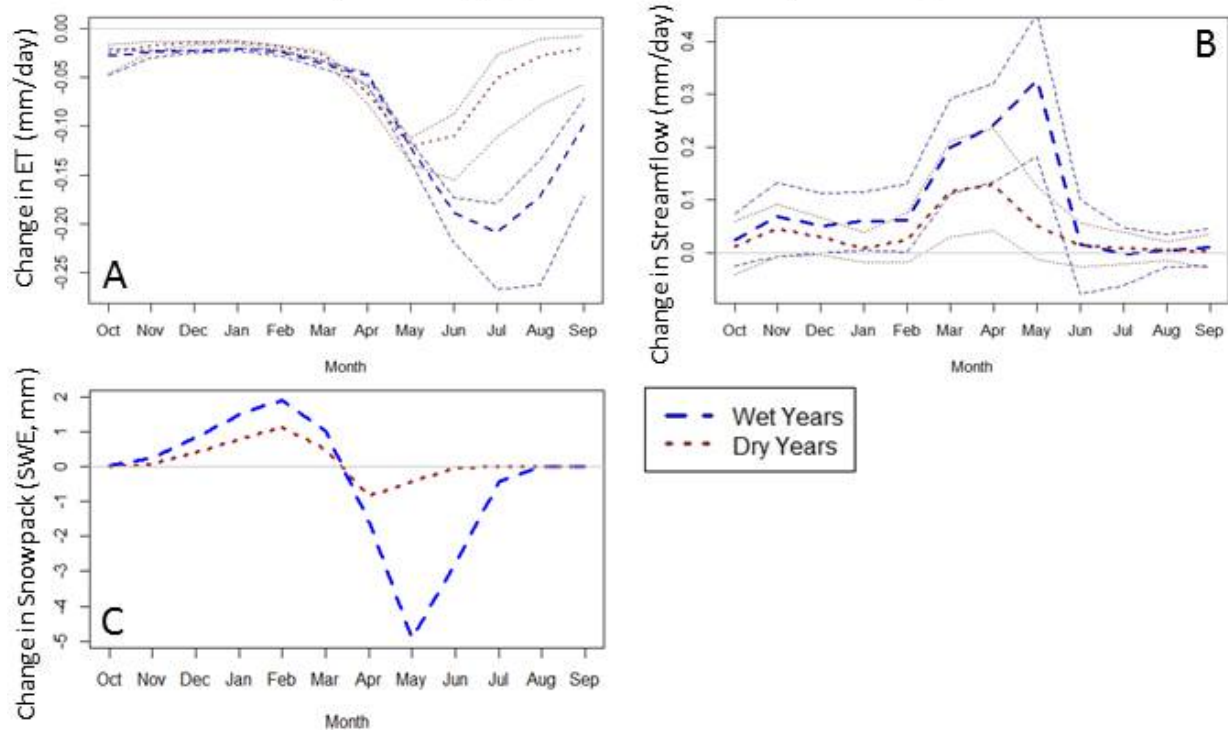 Change in ET (mm/day)
0.00
-0.05
-0.10
-0.15
-0.20
-0.25
A
Oct Nov Dec Jan Feb Mar Apr May Jun Jul Aug Sep
Month
Change in Streamflow (mm/day)
0.4
0.3
0.2
0.1
0.0
B
Oct Nov Dec Jan Feb Mar Apr May Jun Jul Aug Sep
Month
Change in Snowpack (SWE, mm)
2
1
0
-1
-2
-3
-4
-5
C
Oct Nov Dec Jan Feb Mar Apr May Jun Jul Aug Sep
Month
Wet Years
Dry Years